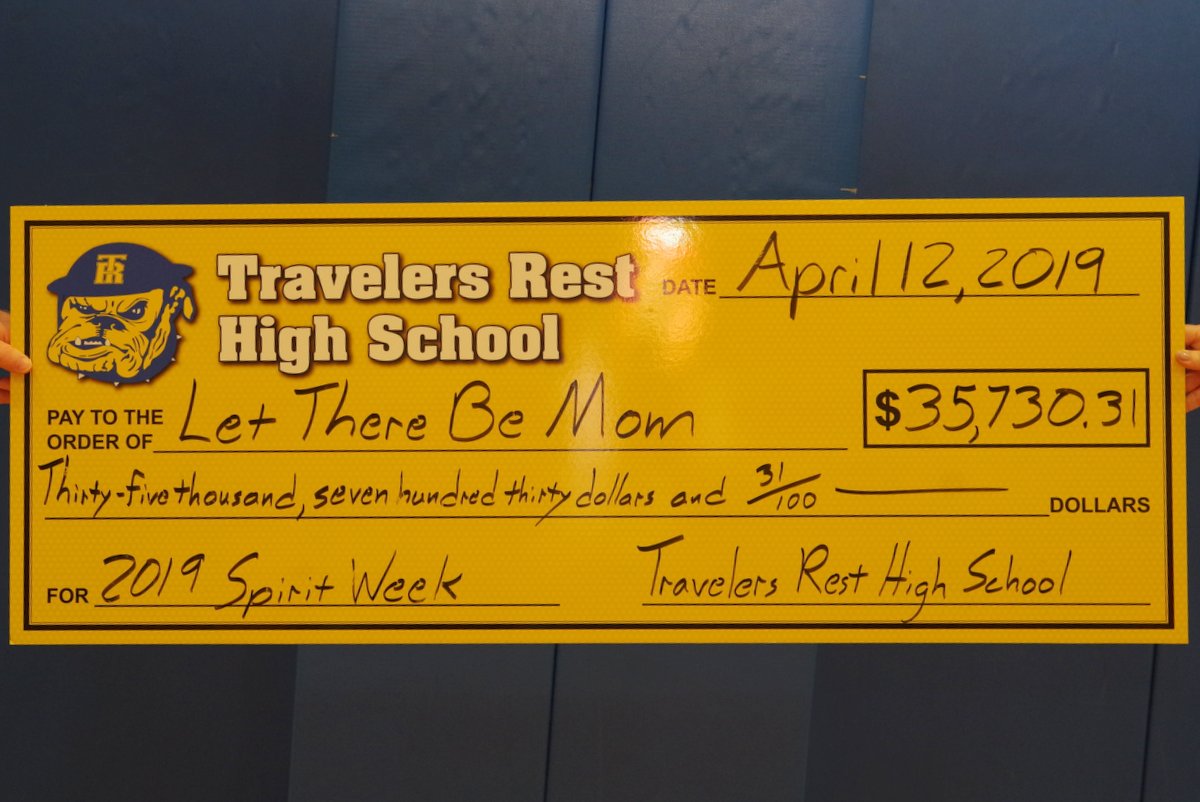 TR
Travelers Rest
High School
DATE April 12, 2019
PAY TO THE
ORDER OF Let There Be Mom
$35,730.31
Thirty-five thousand, seven hundred thirty dollars and 31/100 DOLLARS
FOR 2019 Spirit Week
Travelers Rest High School